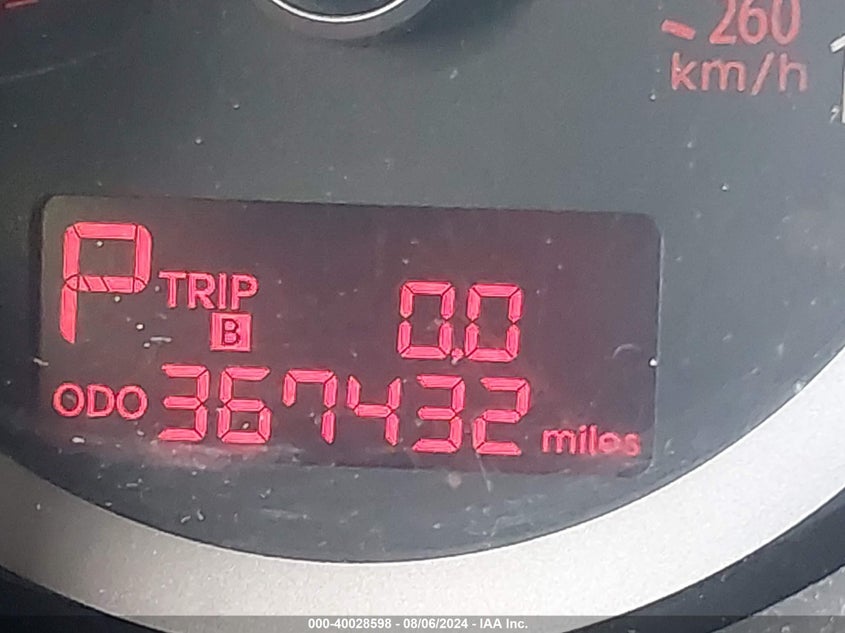 260
km/h
P TRIP 0.0
B
ODO 367432 miles
000-40028598 - 08/06/2024 - IAA Inc.